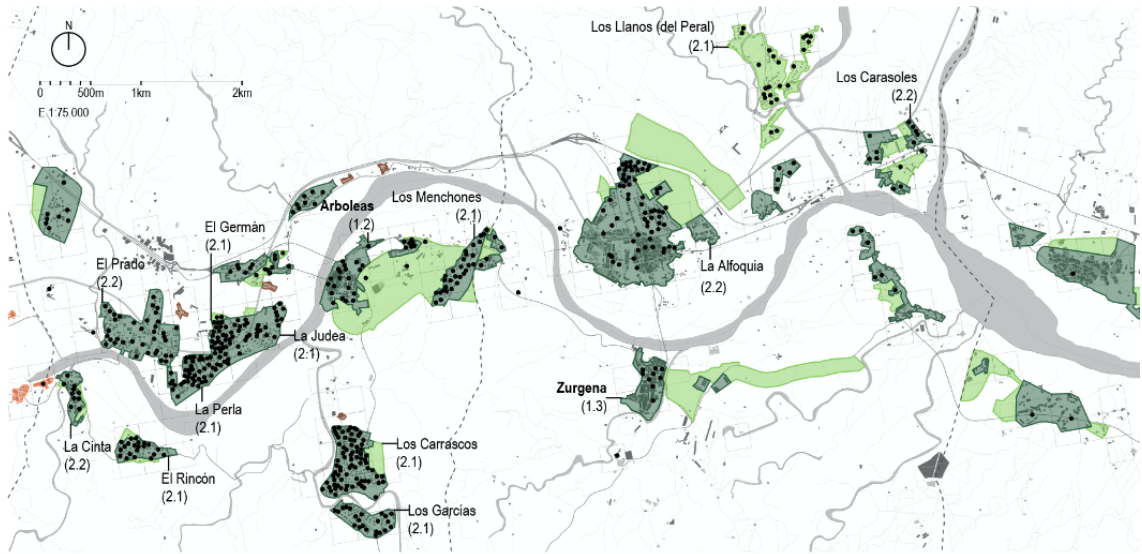 N
0 500m 1km 2km
E 1:75.000
Los Llanos (del Peral)
(2.1)
Los Carasoles
(2.2)
Arboleas
(1.2)
Los Menchones
(2.1)
El Germán
(2.1)
El Prado
(2.2)
La Alfoquia
(2.2)
La Judea
(2:1)
La Perla
(2.1)
Zurgena
(1.3)
La Cinta
(2.2)
El Rincón
(2.1)
Los Carrascos
(2.1)
Los Garcías
(2.1)